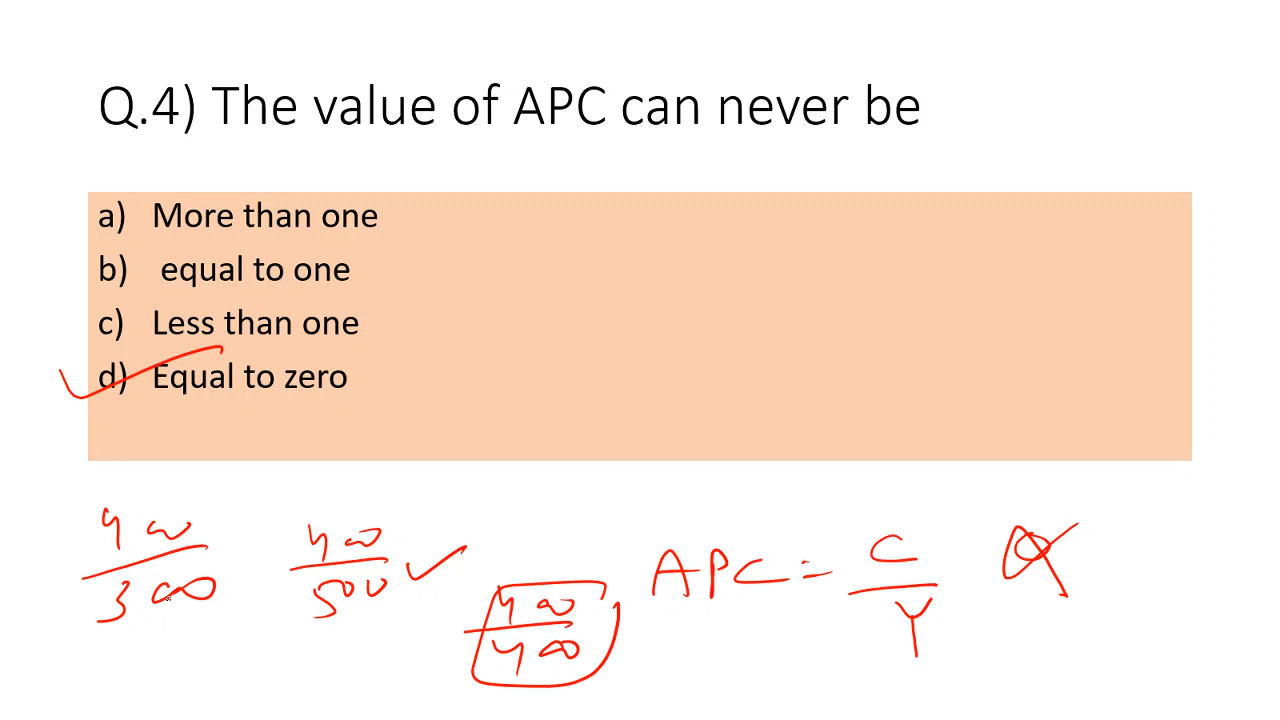 Q.4) The value of APC can never be
a) More than one
b) equal to one
c) Less than one
d) Equal to zero
400
300
400
500
400
400
APC = C
Y